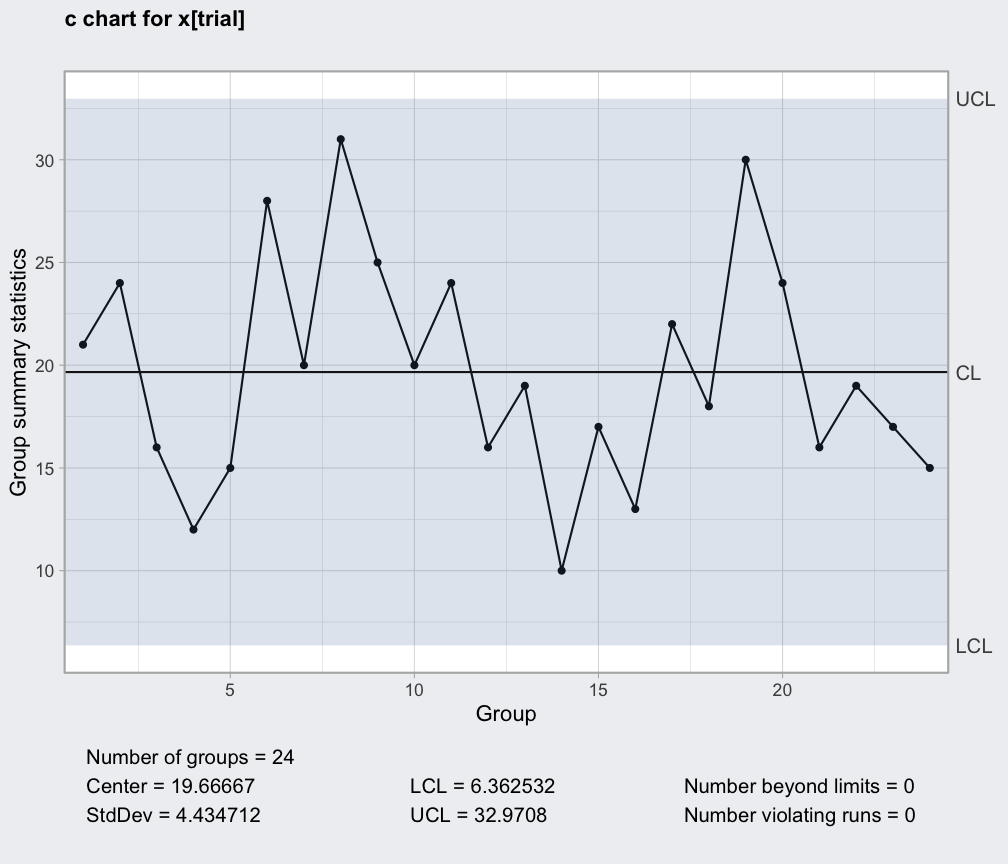 c chart for x[trial]
UCL
30
25
20
CL
15
10
LCL
Group summary statistics
5 10 15 20
Group
Number of groups = 24
Center = 19.66667 LCL = 6.362532 Number beyond limits = 0
StdDev = 4.434712 UCL = 32.9708 Number violating runs = 0